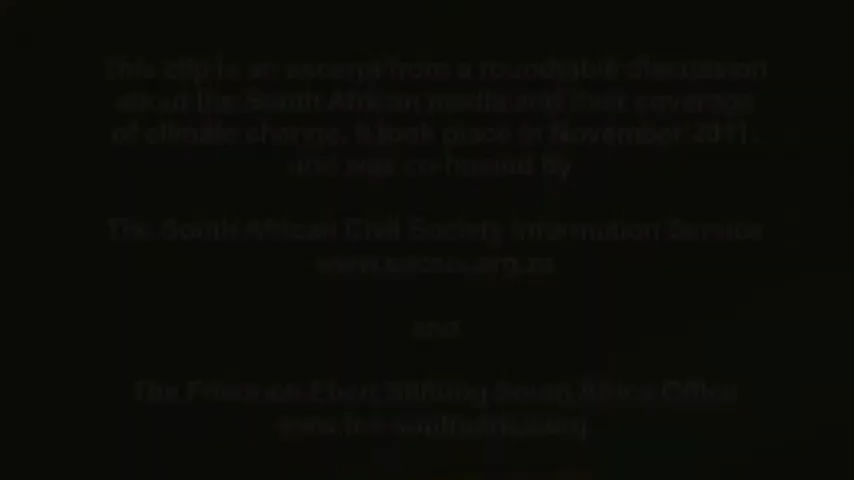 This clip is an excerpt from a roundtable discussion
about the South African media and their coverage
of climate change. It took place in November 2011,
and was co-hosted by
The South African Civil Society Information Service
www.sacsis.org.za
and
The Friedrich Ebert Stiftung South Africa Office